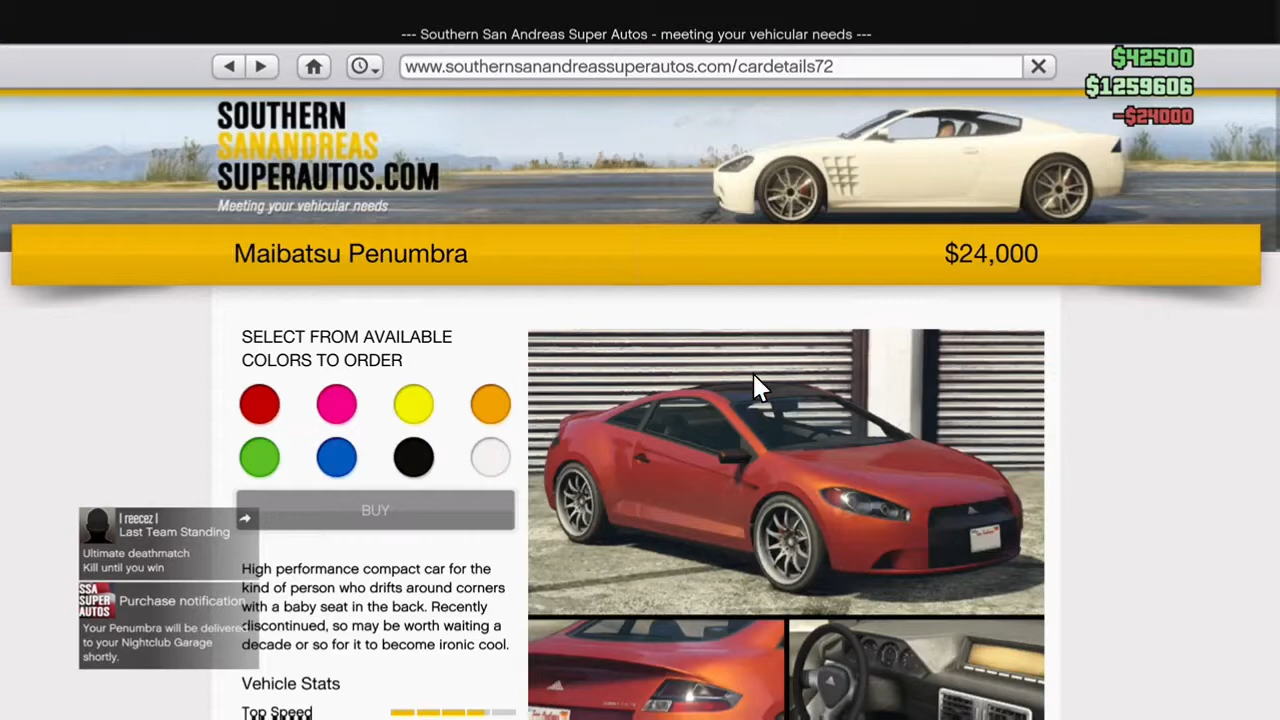 --- Southern San Andreas Super Autos - meeting your vehicular needs ---
www.southernsanandreassuperautos.com/cardetails72
$42500
$1259606
-$24000
SOUTHERN
SANANDREAS
SUPERAUTOS.COM
Meeting your vehicular needs
Maibatsu Penumbra
$24,000
SELECT FROM AVAILABLE
COLORS TO ORDER
BUY
High performance compact car for the
kind of person who drifts around corners
with a baby seat in the back. Recently
discontinued, so may be worth waiting a
decade or so for it to become ironic cool.
Vehicle Stats
Top Speed
l reecez l
Last Team Standing
Ultimate deathmatch
Kill until you win
SSA
SUPER
AUTOS
Purchase notification
Your Penumbra will be delivered
to your Nightclub Garage
shortly.